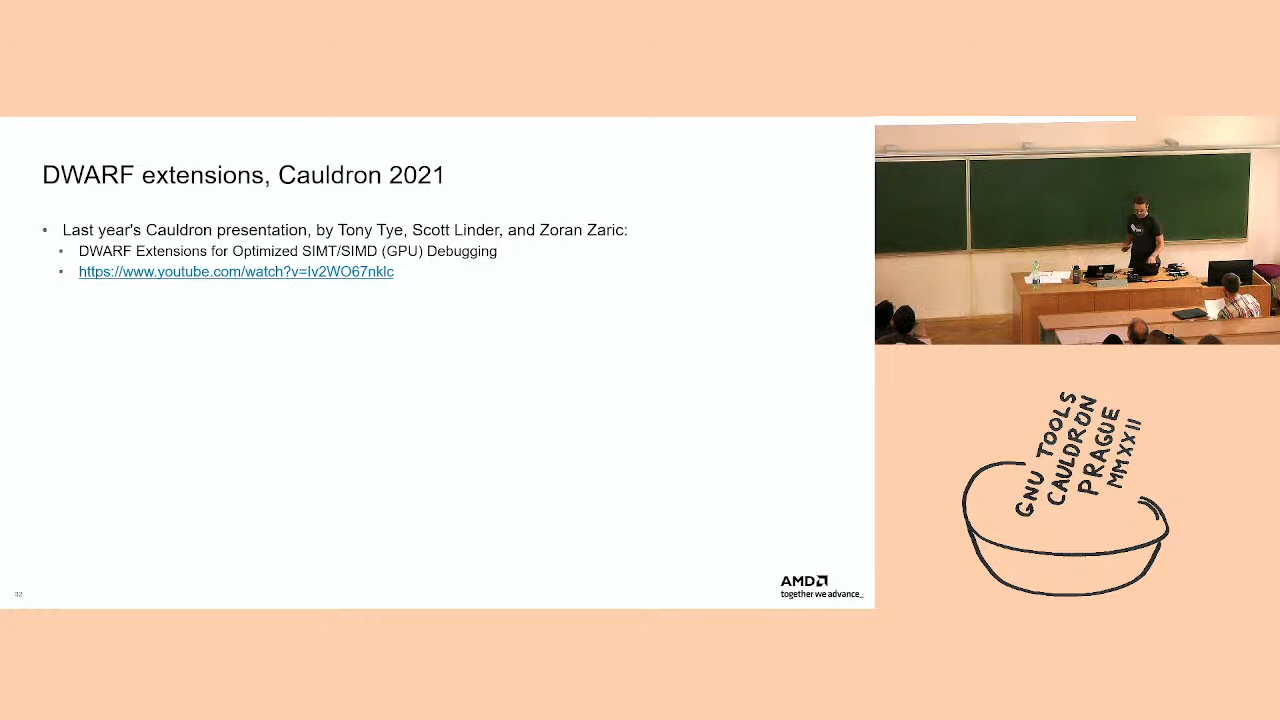 DWARF extensions, Cauldron 2021
• Last year's Cauldron presentation, by Tony Tye, Scott Linder, and Zoran Zaric:
• DWARF Extensions for Optimized SIMT/SIMD (GPU) Debugging
• https://www.youtube.com/watch?v=Iv2WO67nkIc
32
AMD
together we advance_
GNU TOOLS
CAULDRON
PRAGUE
MMXXII